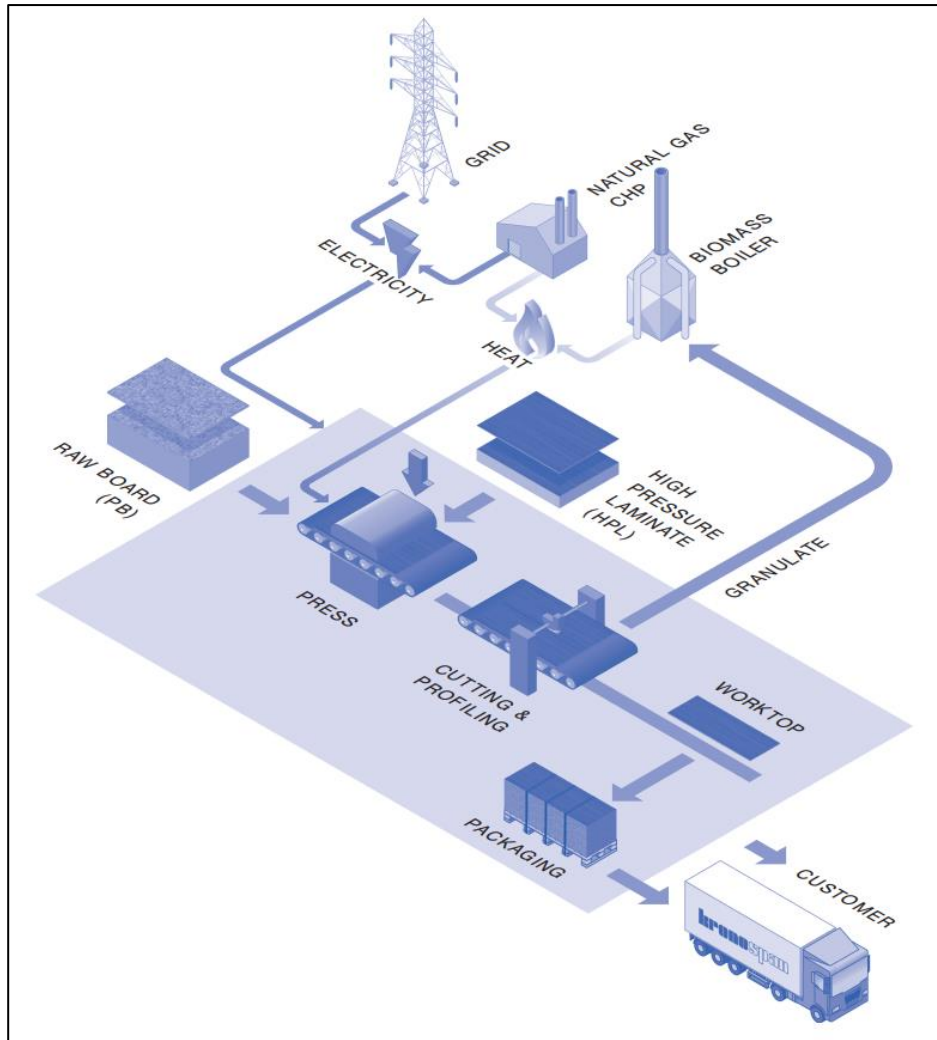 GRID
NATURAL GAS
CHP
BIOMASS
BOILER
ELECTRICITY
HEAT
RAW BOARD
(PB)
HIGH
PRESSURE
LAMINATE
(HPL)
GRANULATE
PRESS
CUTTING &
PROFILING
WORKTOP
PACKAGING
CUSTOMER
kronospan